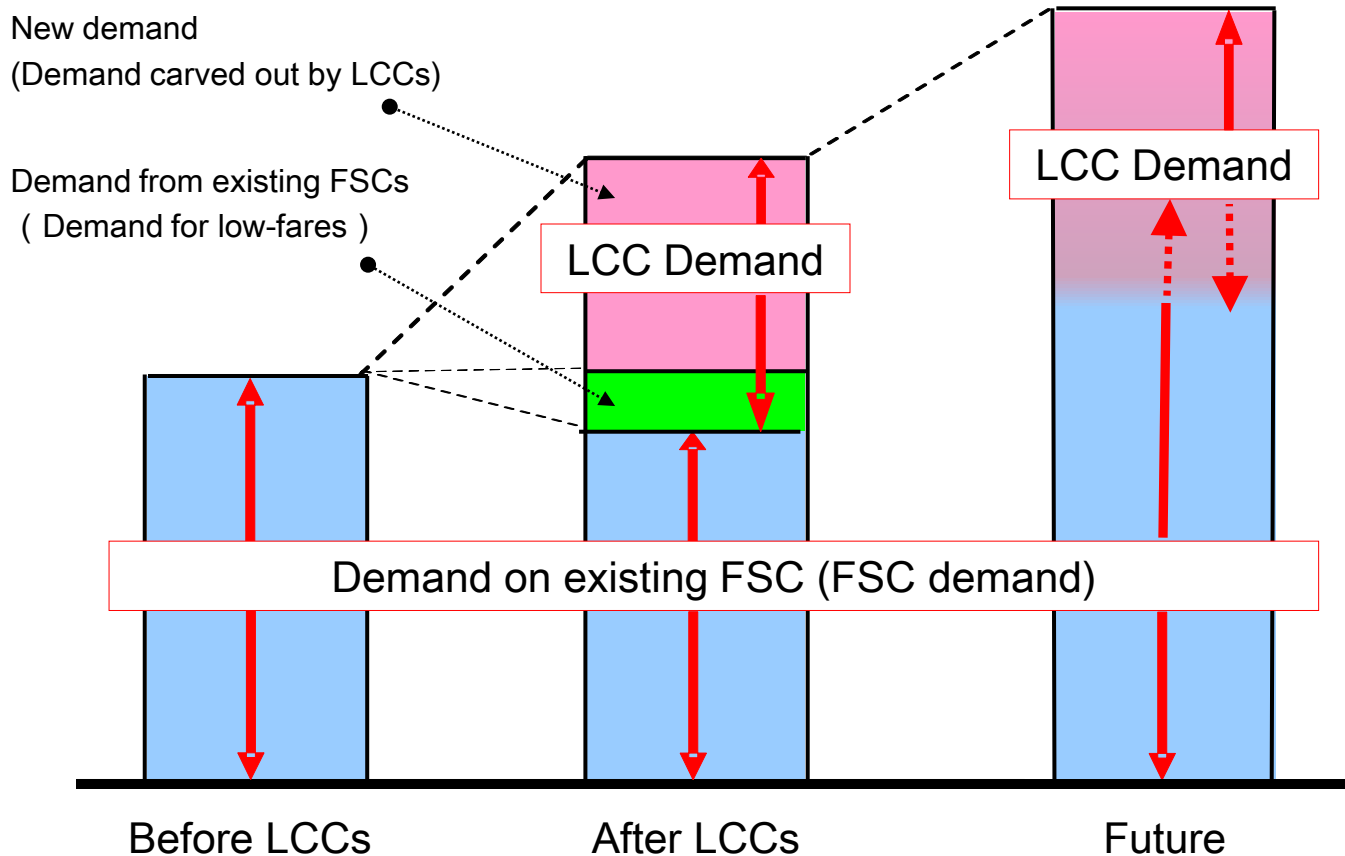 New demand
(Demand carved out by LCCs)
Demand from existing FSCs
( Demand for low-fares )
LCC Demand
LCC Demand
Demand on existing FSC (FSC demand)
Before LCCs
After LCCs
Future